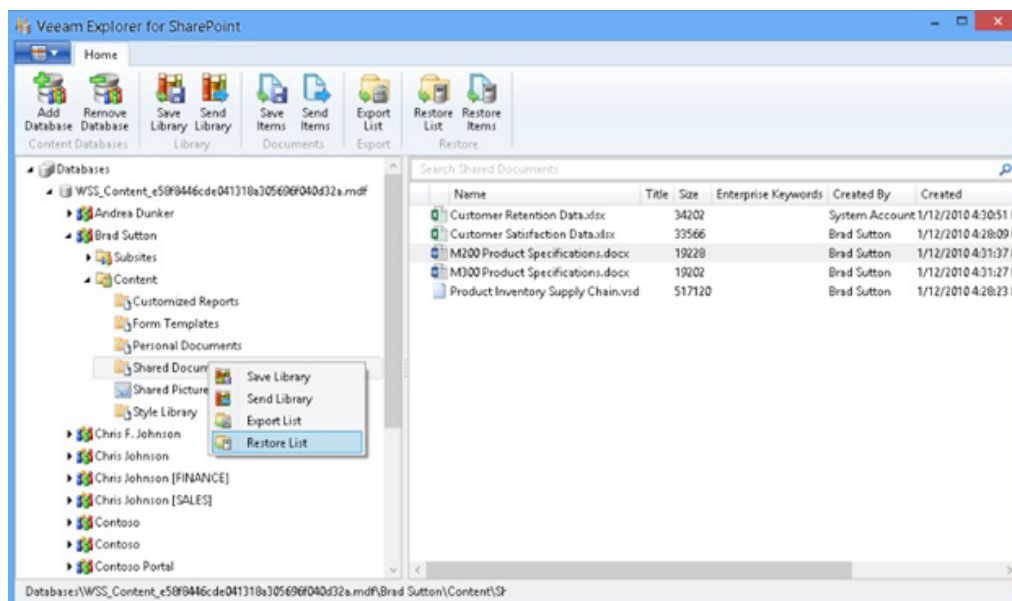 Veeam Explorer for SharePoint
Home
Add Database
Remove Database
Save Library
Send Library
Save Items
Send Items
Export List
Restore List
Restore Items
Content Databases
Library
Documents
Export
Restore
Databases
WSS_Content_e58f8446cde041318a305696f040d32a.mdf
Andrea Dunker
Brad Sutton
Subsites
Content
Customized Reports
Form Templates
Personal Documents
Shared Docum
Shared Picture
Style Library
Chris F. Johnson
Chris Johnson
Chris Johnson [FINANCE]
Chris Johnson [SALES]
Contoso
Contoso
Contoso Portal
Save Library
Send Library
Export List
Restore List
Search Shared Documents
Name Title Size Enterprise Keywords Created By Created
Customer Retention Data.xlsx 34202 System Account 1/12/2010 4:30:51
Customer Satisfaction Data.xlsx 33566 Brad Sutton 1/12/2010 4:28:09
M200 Product Specifications.docx 19228 Brad Sutton 1/12/2010 4:31:37
M300 Product Specifications.docx 19202 Brad Sutton 1/12/2010 4:31:27
Product Inventory Supply Chain.vsd 517120 Brad Sutton 1/12/2010 4:28:23
Databases\WSS_Content_e58f8446cde041318a305696f040d32a.mdf\Brad Sutton\Content\Sh